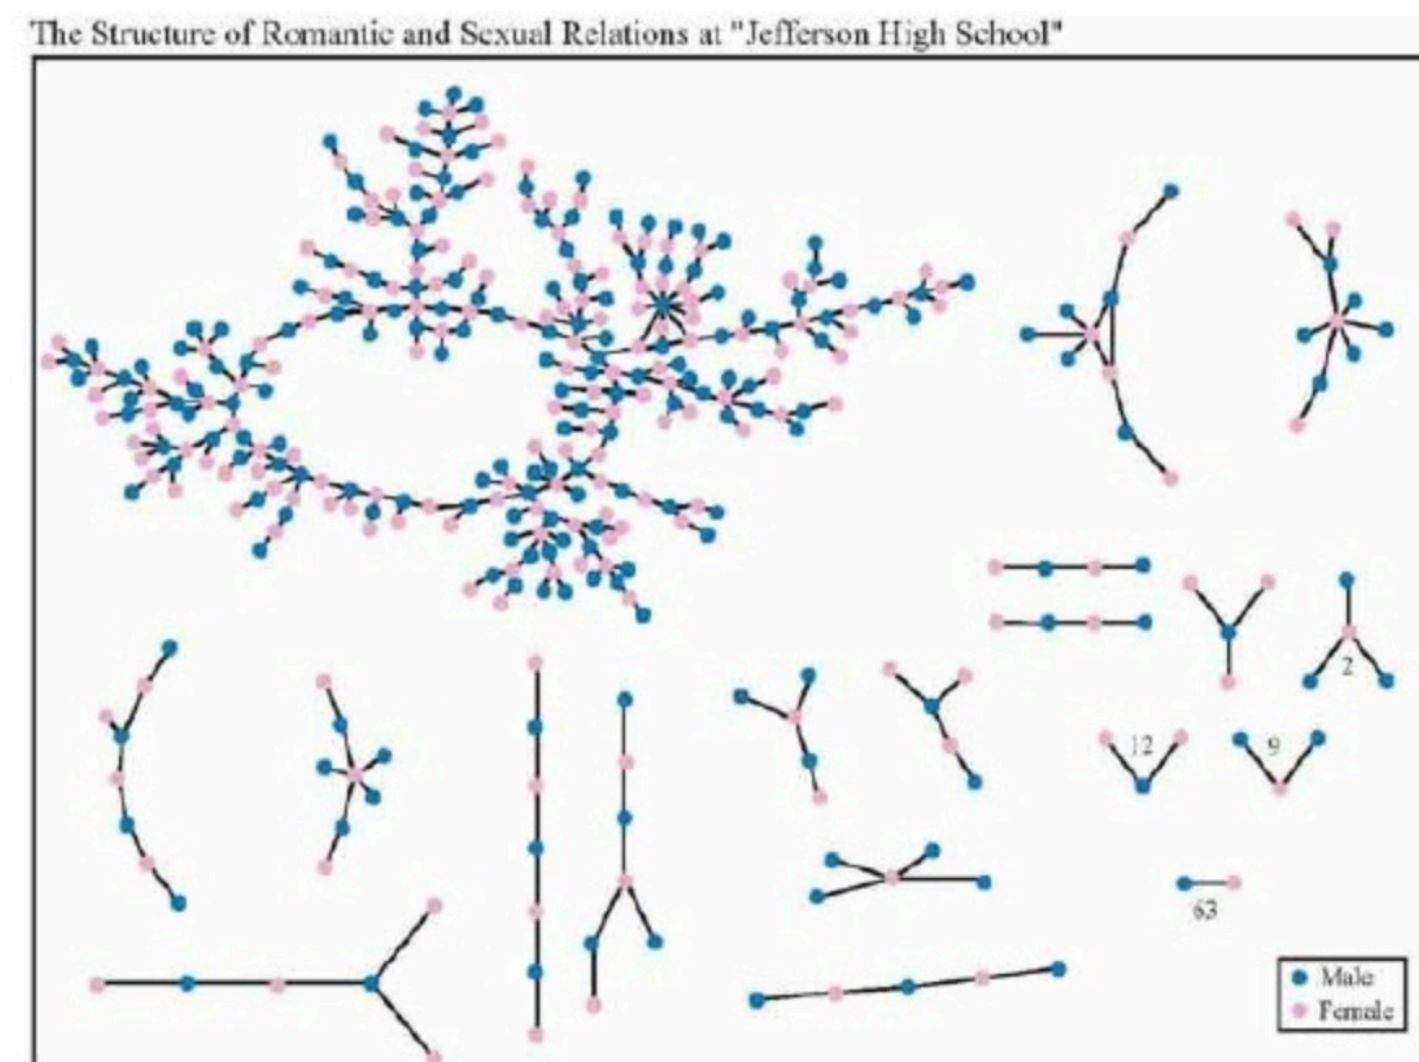 The Structure of Romantic and Sexual Relations at "Jefferson High School"
2
12
9
63
Male
Female